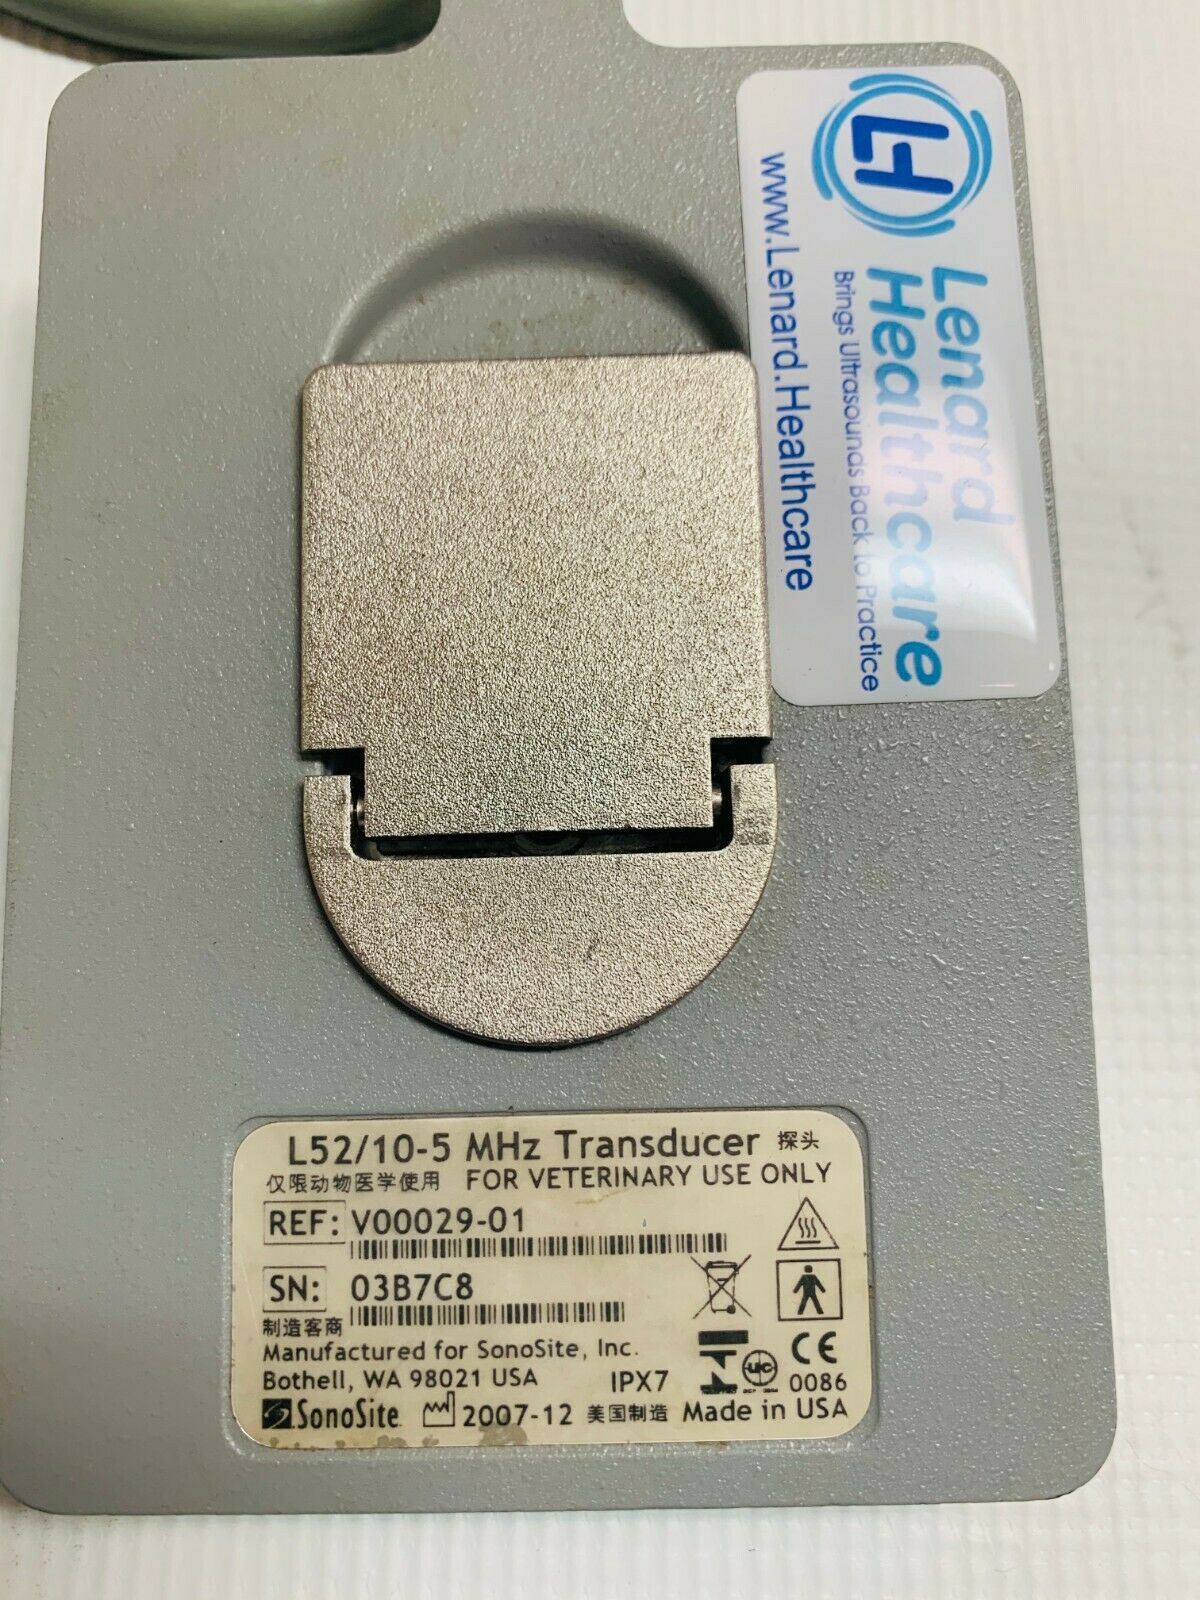 LH
Lenard
Healthcare
Brings Ultrasounds Back to Practice
www.Lenard.Healthcare
L52/10-5 MHz Transducer 探头
仅限动物医学使用 FOR VETERINARY USE ONLY
REF: V00029-01
SN: 03B7C8
制造客商
Manufactured for SonoSite, Inc.
Bothell, WA 98021 USA IPX7 0086
SonoSite 2007-12 美国制造 Made in USA